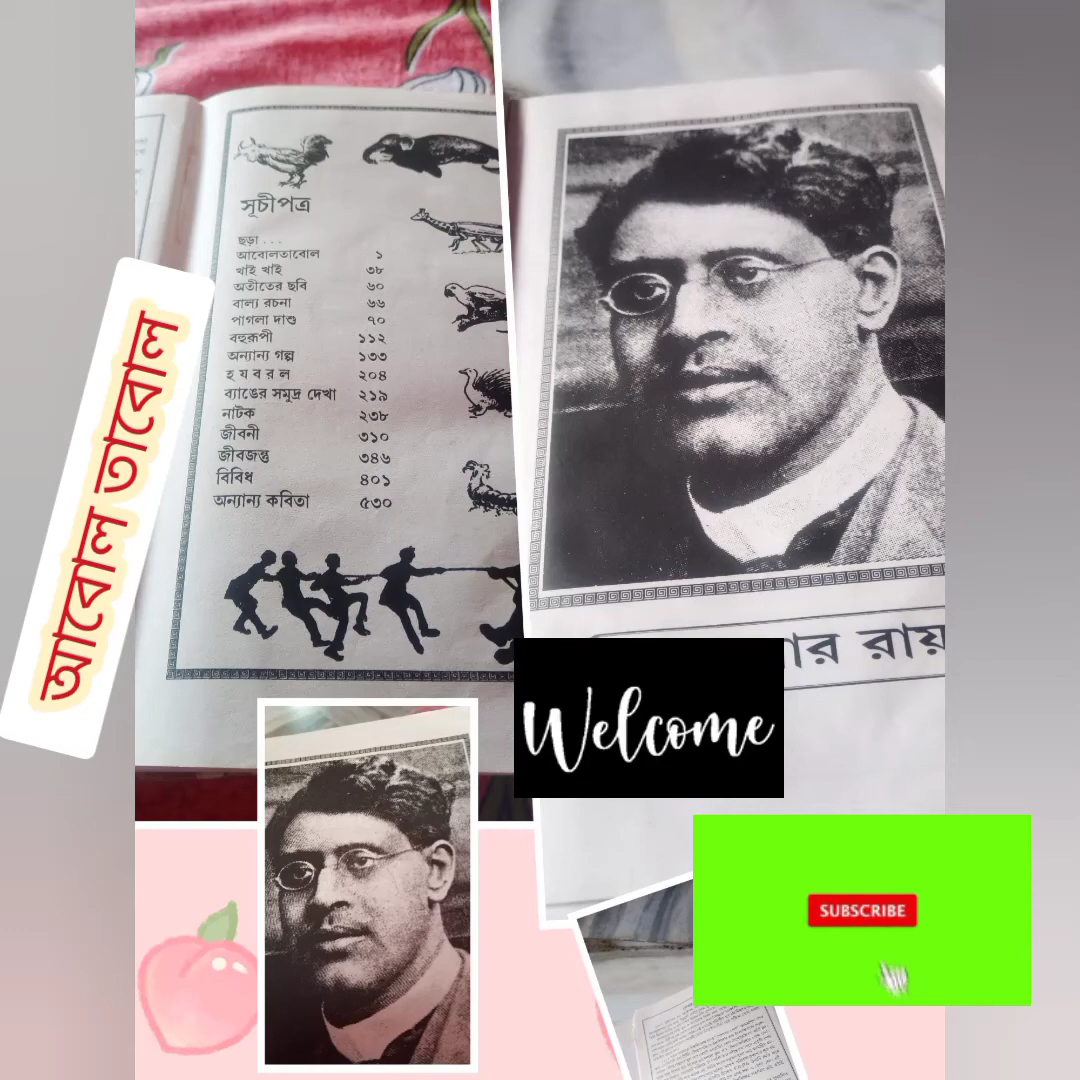 সূচীপত্র
ছড়া . . .
আবোলতাবোল ১
খাই খাই ৩৮
অতীতের ছবি ৬০
বাল্য রচনা ৬৬
পাগলা দাশু ৭০
বহুরূপী ১১২
অন্যান্য গল্প ১৩৩
হ য ব র ল ২০৪
ব্যাঙের সমুদ্র দেখা ২১৯
নাটক ২৩৮
জীবনী ৩১০
জীবজন্তু ৩৪৬
বিবিধ ৪০১
অন্যান্য কবিতা ৫৩০
আবোল তাবোল
রায়
Welcome
SUBSCRIBE